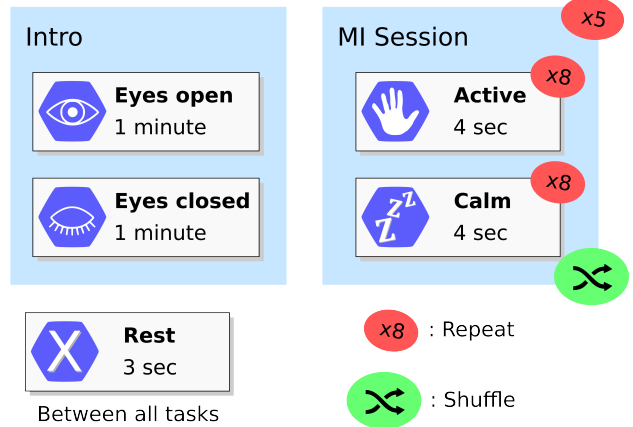 Intro
Eyes open
1 minute
Eyes closed
1 minute
MI Session
x5
Active
4 sec
x8
Calm
4 sec
x8
X
Rest
3 sec
Between all tasks
x8
: Repeat
: Shuffle